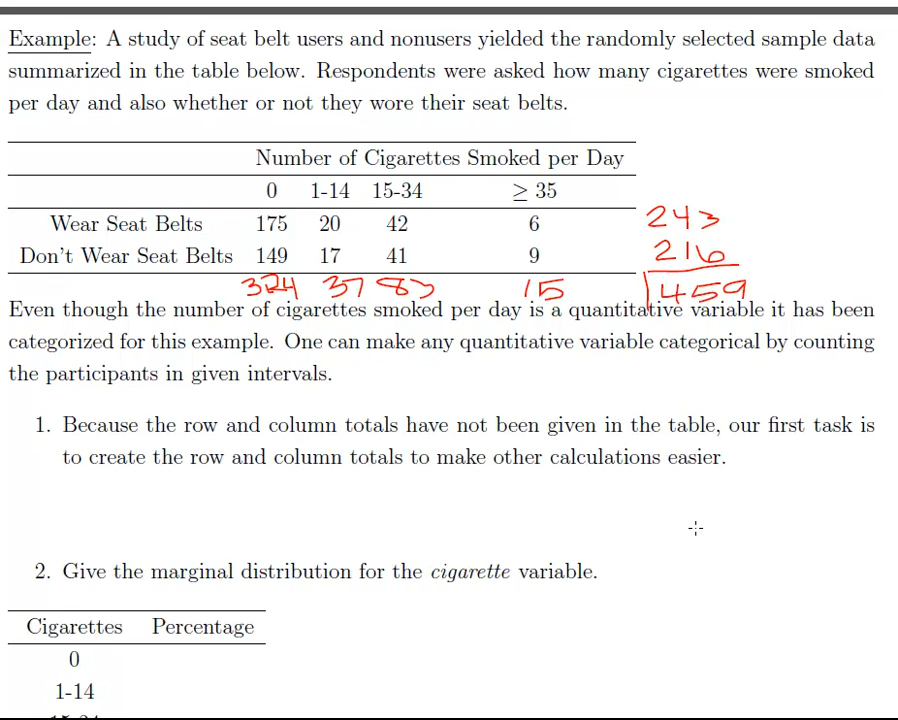 Example: A study of seat belt users and nonusers yielded the randomly selected sample data
summarized in the table below. Respondents were asked how many cigarettes were smoked
per day and also whether or not they wore their seat belts.
Number of Cigarettes Smoked per Day
0 1-14 15-34 ≥ 35
Wear Seat Belts 175 20 42 6 243
Don't Wear Seat Belts 149 17 41 9 216
324 37 83 15 459
Even though the number of cigarettes smoked per day is a quantitative variable it has been
categorized for this example. One can make any quantitative variable categorical by counting
the participants in given intervals.
1. Because the row and column totals have not been given in the table, our first task is
to create the row and column totals to make other calculations easier.
2. Give the marginal distribution for the cigarette variable.
Cigarettes Percentage
0
1-14